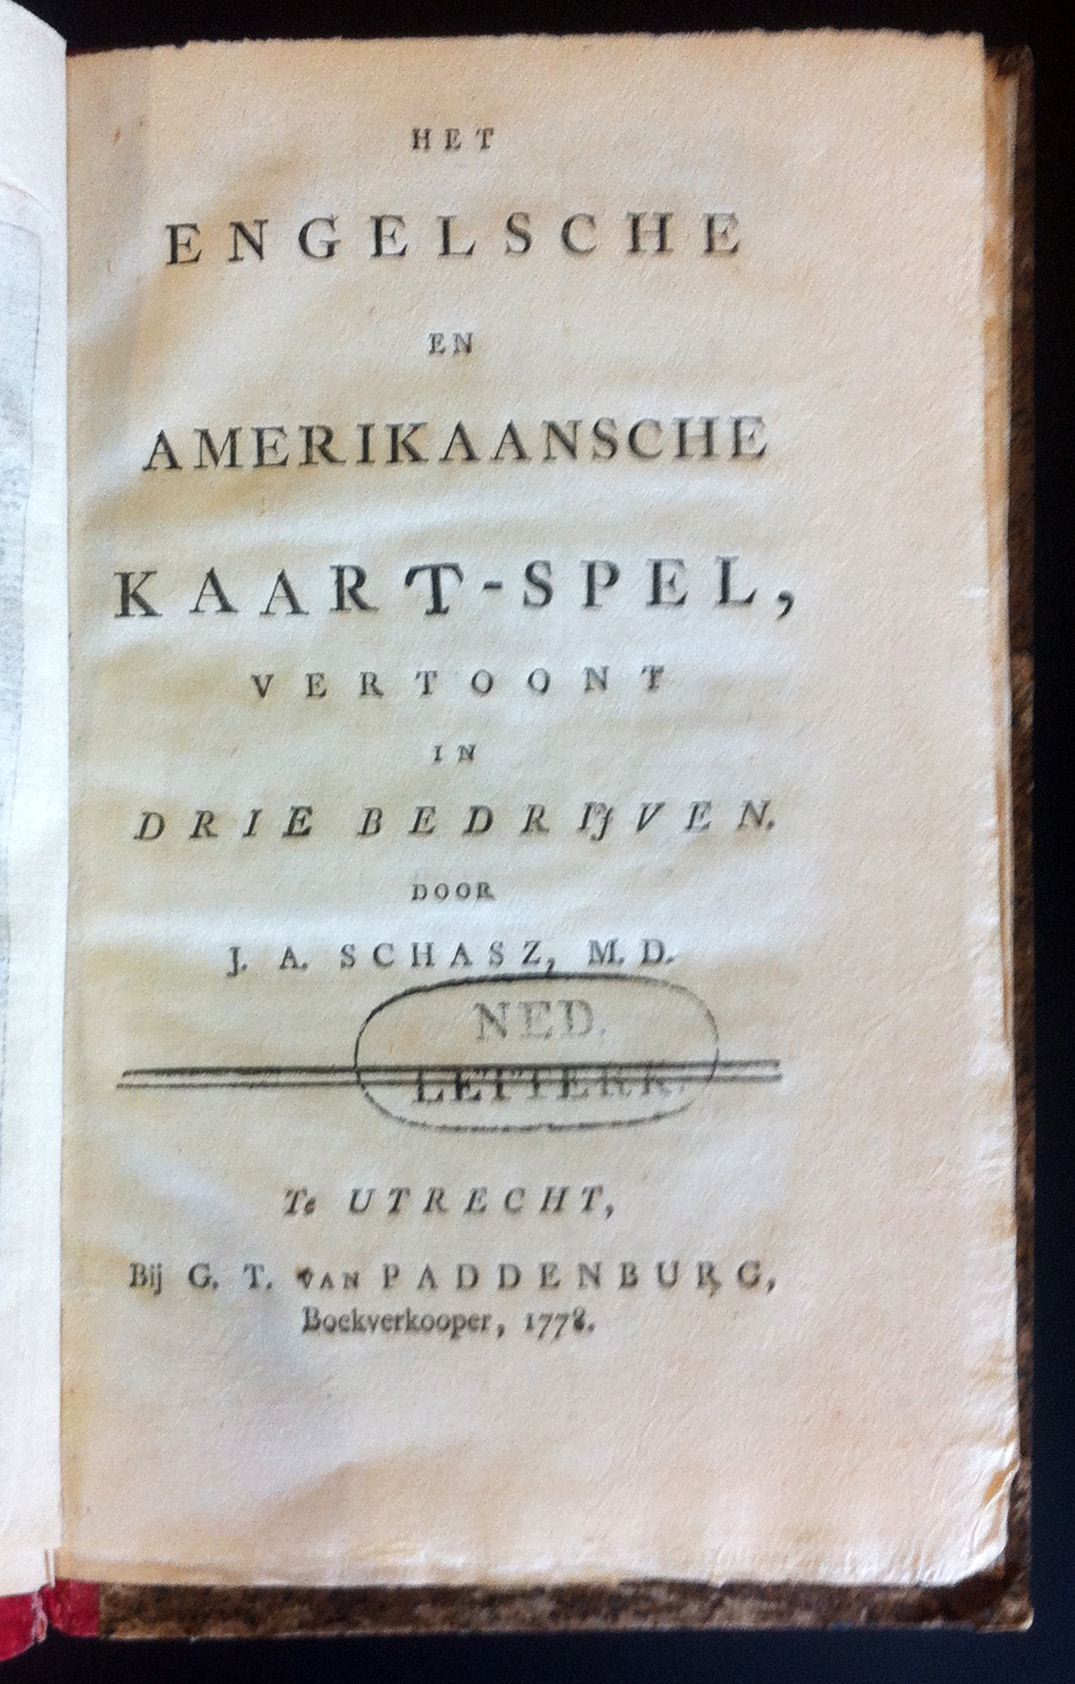 HET
ENGELSCHE
EN
AMERIKAANSCHE
KAART-SPEL,
VERTOONT
IN
DRIE BEDRIJVEN.
DOOR
J. A. SCHASZ, M. D.
NED.
LETTERK.
Te UTRECHT,
Bij G. T. VAN PADDENBURG,
Boekverkooper, 1778.